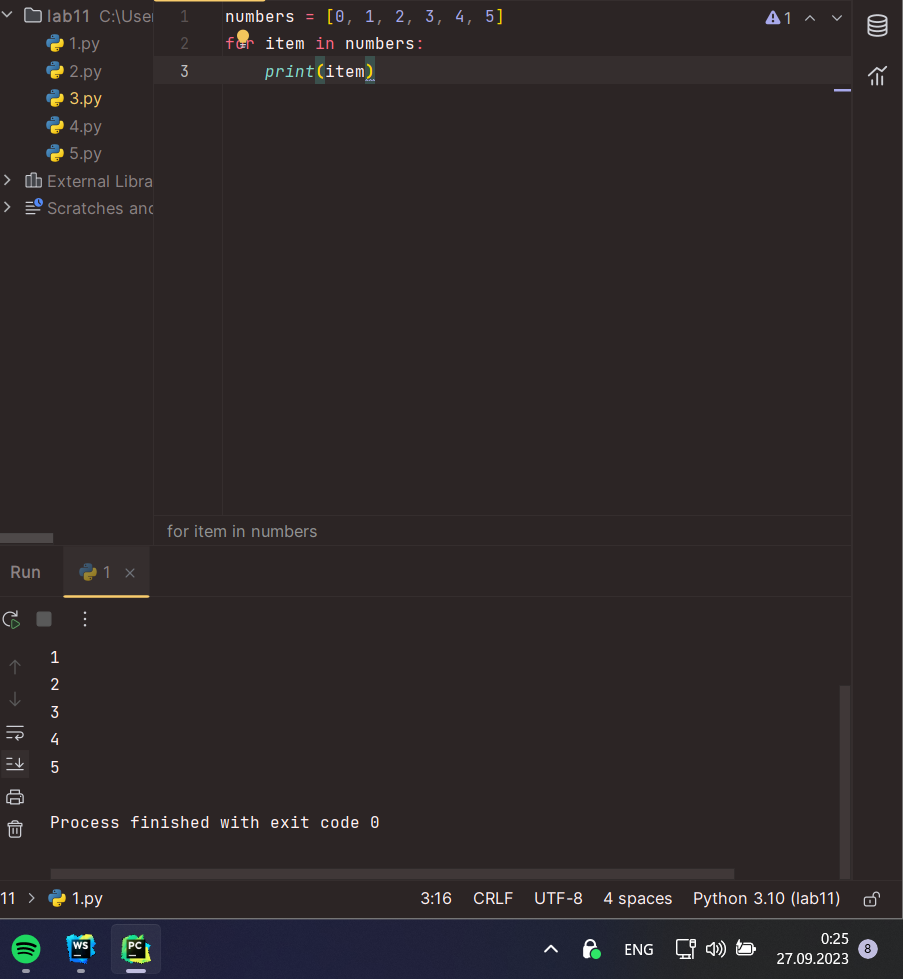 lab11 C:\User
1.py
2.py
3.py
4.py
5.py
External Libra
Scratches and
1 numbers = [0, 1, 2, 3, 4, 5]
2 for item in numbers:
3 print(item)
1
for item in numbers
Run 1
1
2
3
4
5
Process finished with exit code 0
11 > 1.py 3:16 CRLF UTF-8 4 spaces Python 3.10 (lab11)
WS PC ENG 0:25 8
27.09.2023